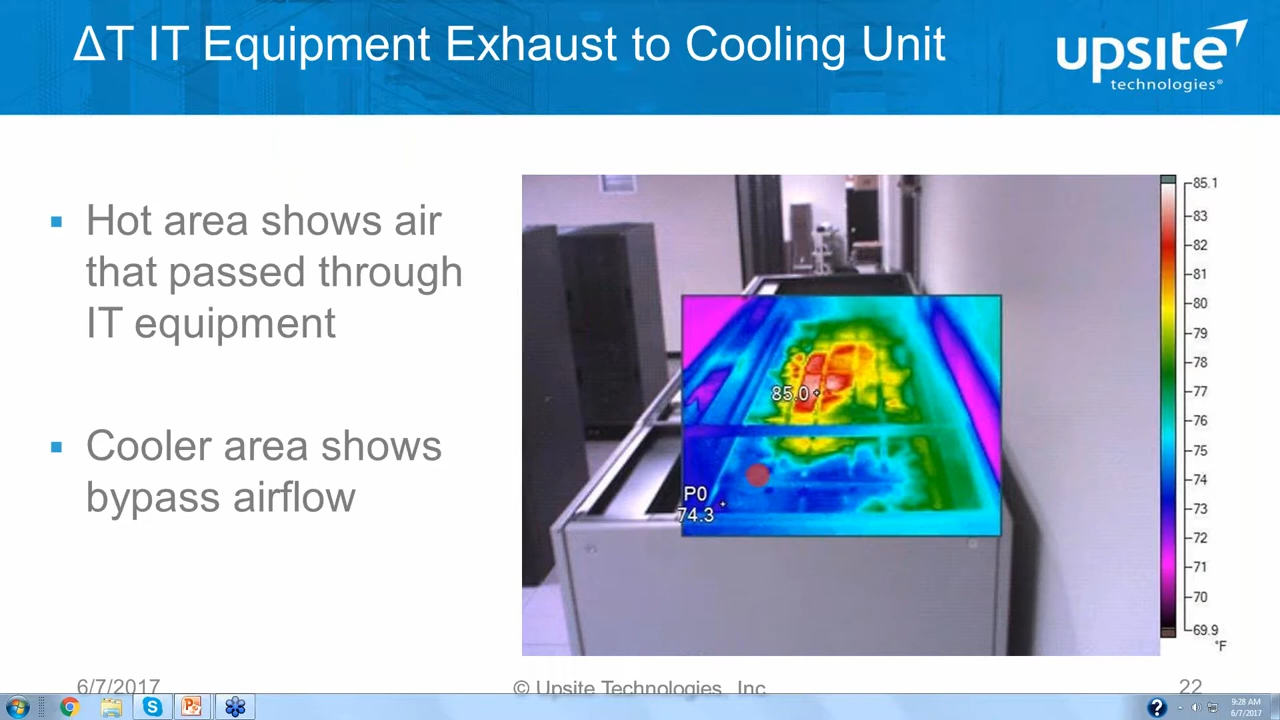 ΔT IT Equipment Exhaust to Cooling Unit
upsite
technologies®
▪ Hot area shows air
that passed through
IT equipment
▪ Cooler area shows
bypass airflow
85.0
P0
74.3
85.1
83
82
81
80
79
78
77
76
75
74
73
72
71
70
69.9
°F
6/7/2017
© Upsite Technologies, Inc
22
9:28 AM
6/7/2017